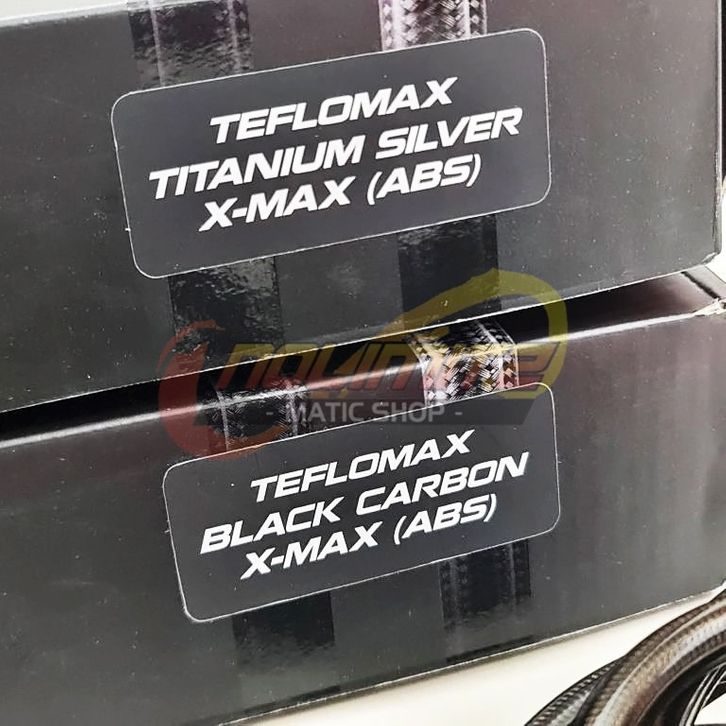 TEFLOMAX
TITANIUM SILVER
X-MAX (ABS)
- MATIC SHOP -
TEFLOMAX
BLACK CARBON
X-MAX (ABS)